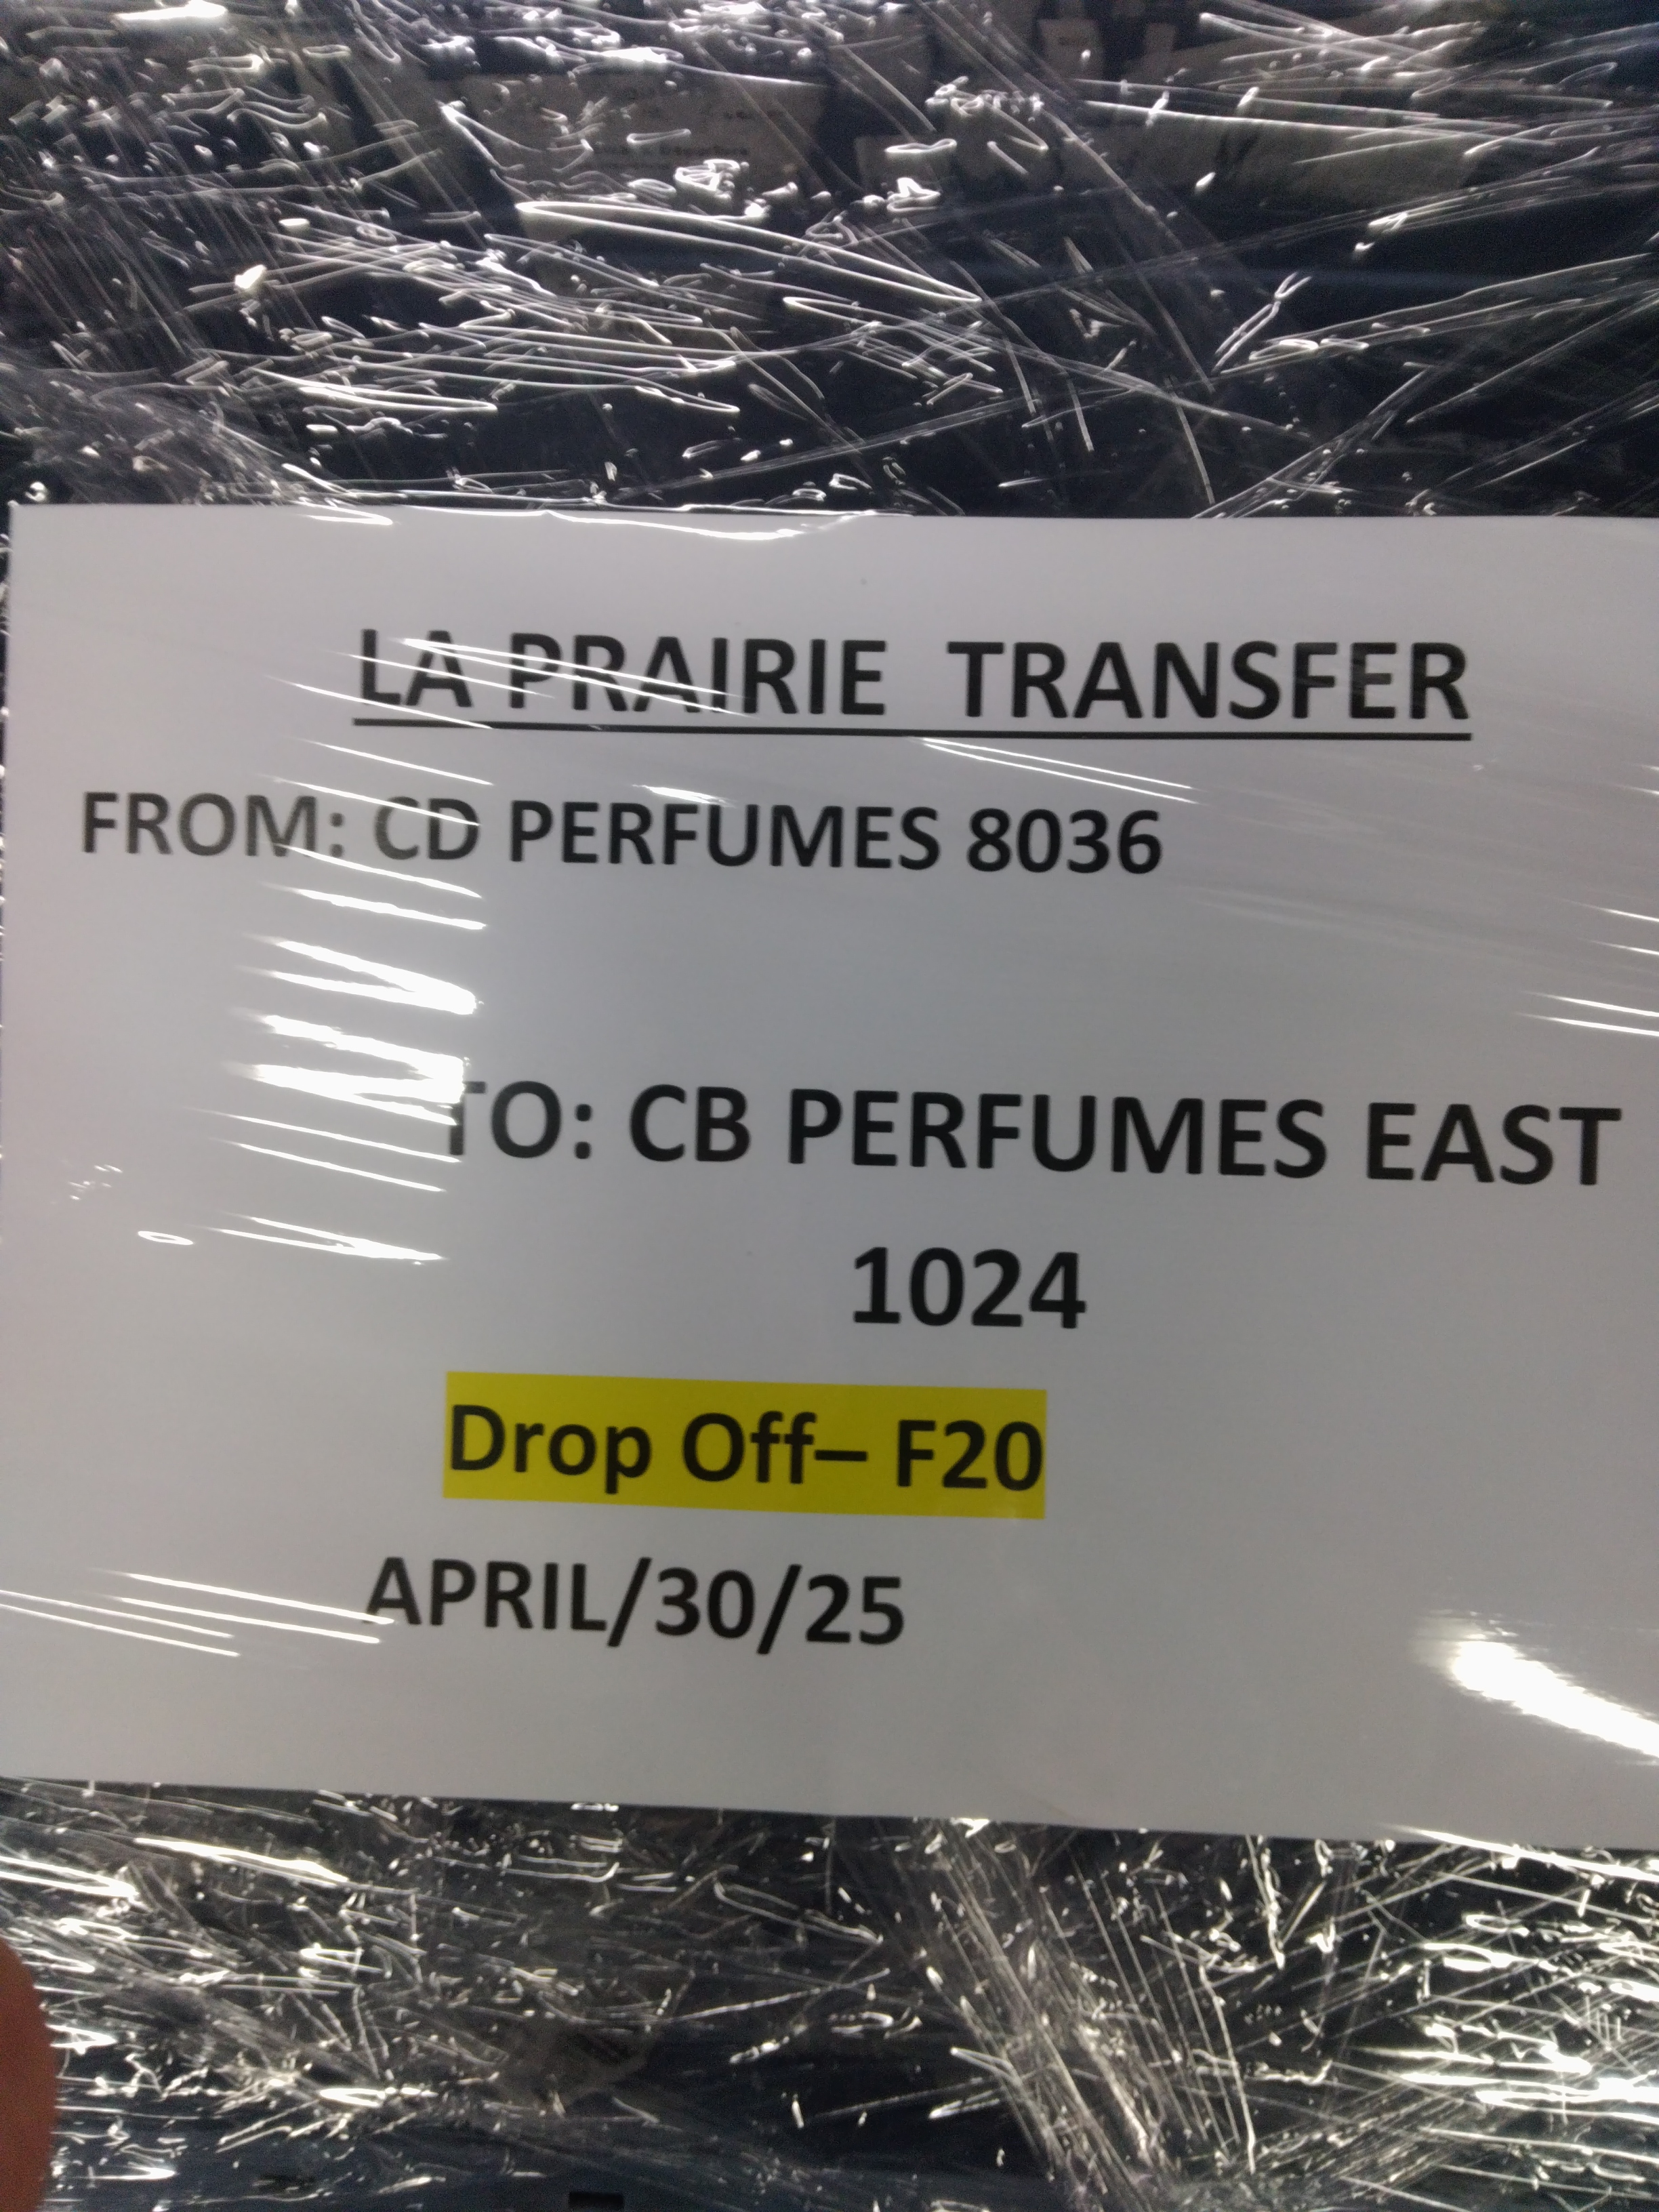 LA PRAIRIE TRANSFER
FROM: CD PERFUMES 8036
TO: CB PERFUMES EAST
1024
Drop Off– F20
APRIL/30/25